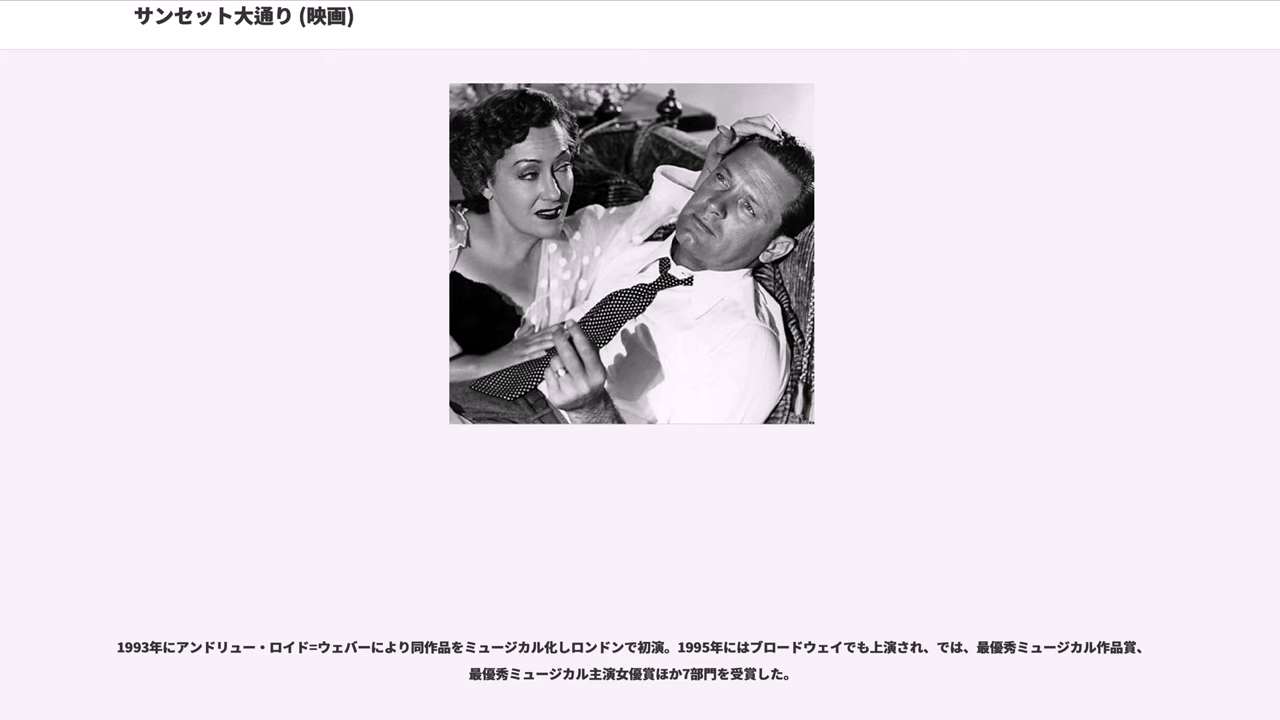 サンセット大通り (映画)
1993年にアンドリュー・ロイド=ウェバーにより同作品をミュージカル化しロンドンで初演。1995年にはブロードウェイでも上演され、では、最優秀ミュージカル作品賞、
最優秀ミュージカル主演女優賞ほか7部門を受賞した。